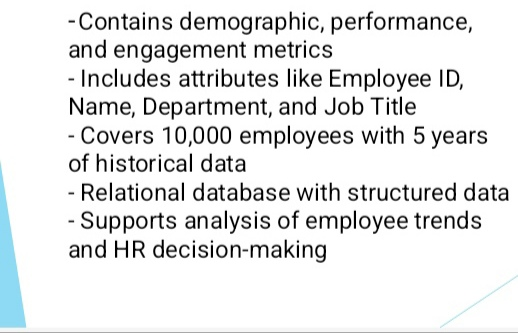 -Contains demographic, performance,
and engagement metrics
- Includes attributes like Employee ID,
Name, Department, and Job Title
- Covers 10,000 employees with 5 years
of historical data
- Relational database with structured data
- Supports analysis of employee trends
and HR decision-making